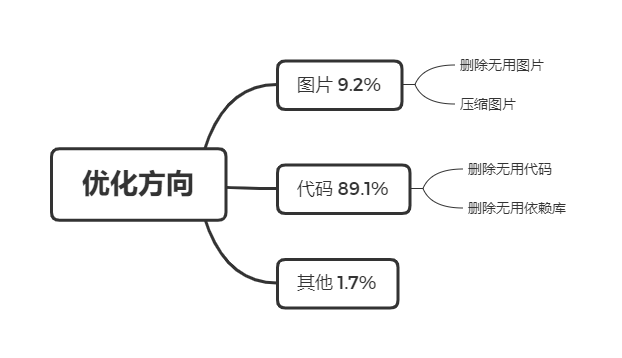 图片 9.2%
删除无用图片
压缩图片
优化方向
代码 89.1%
删除无用代码
删除无用依赖库
其他 1.7%